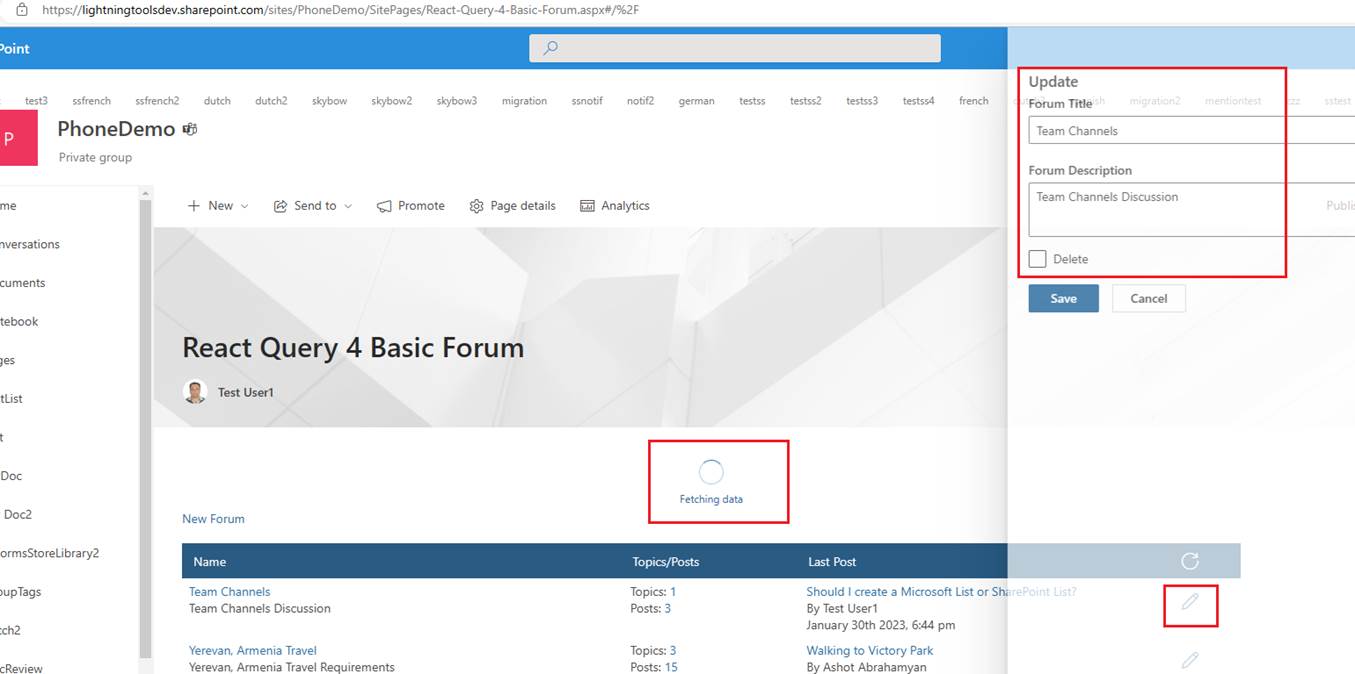 https://lightningtoolsdev.sharepoint.com/sites/PhoneDemo/SitePages/React-Query-4-Basic-Forum.aspx#/%2F
Point
test3 ssfrench ssfrench2 dutch dutch2 skybow skybow2 skybow3 migration ssnotif notif2 german testss testss2 testss3 testss4 french migration2 mentiontest zzz sstest
P
PhoneDemo
Private group
Update
Forum Title
Team Channels
Forum Description
Team Channels Discussion
Publis
Delete
Save Cancel
me
nversations
cuments
tebook
ges
tList
t
Doc
Doc2
ormsStoreLibrary2
oupTags
tch2
cReview
New Send to Promote Page details Analytics
React Query 4 Basic Forum
Test User1
Fetching data
New Forum
Name Topics/Posts Last Post
Team Channels Topics: 1 Should I create a Microsoft List or SharePoint List?
Team Channels Discussion Posts: 3 By Test User1
January 30th 2023, 6:44 pm
Yerevan, Armenia Travel Topics: 3 Walking to Victory Park
Yerevan, Armenia Travel Requirements Posts: 15 By Ashot Abrahamyan